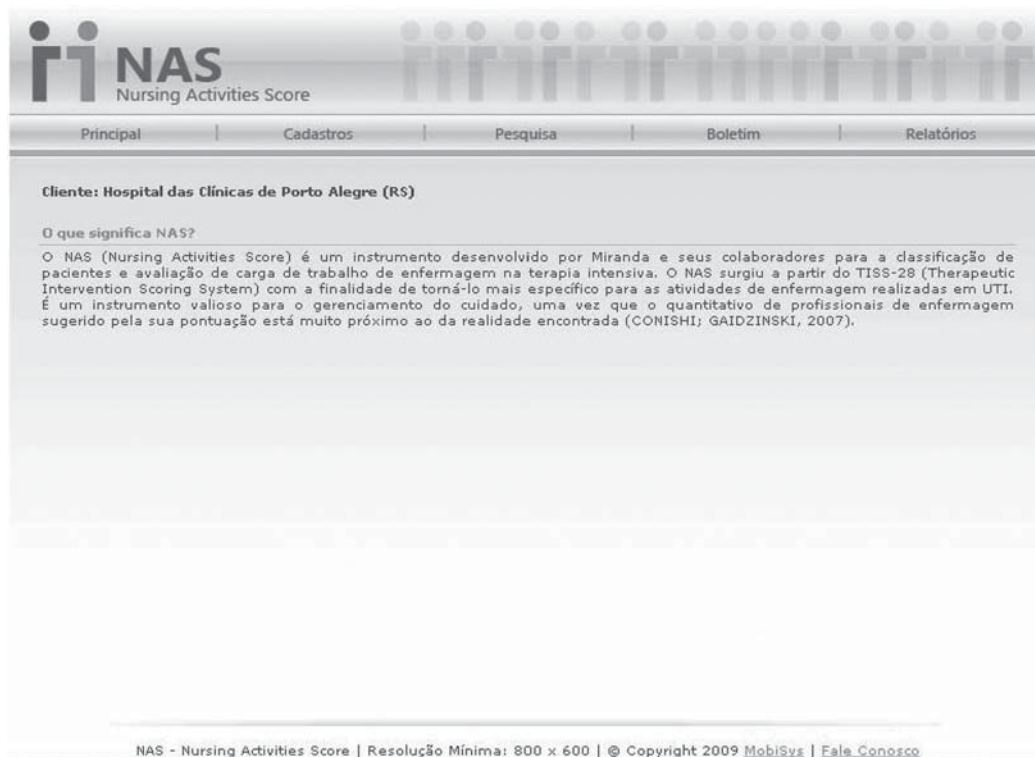 NAS
Nursing Activities Score
Principal | Cadastros | Pesquisa | Boletim | Relatórios
Cliente: Hospital das Clínicas de Porto Alegre (RS)
O que significa NAS?
O NAS (Nursing Activities Score) é um instrumento desenvolvido por Miranda e seus colaboradores para a classificação de
pacientes e avaliação de carga de trabalho de enfermagem na terapia intensiva. O NAS surgiu a partir do TISS-28 (Therapeutic
Intervention Scoring System) com a finalidade de torná-lo mais específico para as atividades de enfermagem realizadas em UTI.
É um instrumento valioso para o gerenciamento do cuidado, uma vez que o quantitativo de profissionais de enfermagem
sugerido pela sua pontuação está muito próximo ao da realidade encontrada (CONISHI; GAIDZINSKI, 2007).
NAS - Nursing Activities Score | Resolução Mínima: 800 x 600 | © Copyright 2009 MobiSys | Fale Conosco